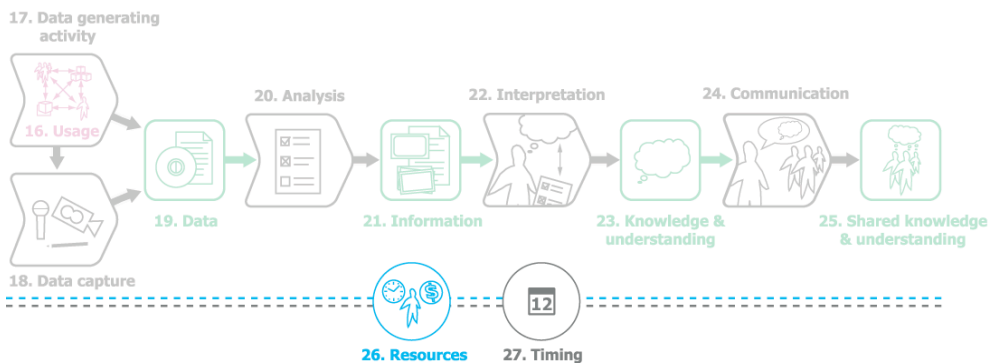 17. Data generating
activity
16. Usage
20. Analysis
22. Interpretation
24. Communication
19. Data
21. Information
23. Knowledge &
understanding
25. Shared knowledge
& understanding
18. Data capture
$
12
26. Resources
27. Timing